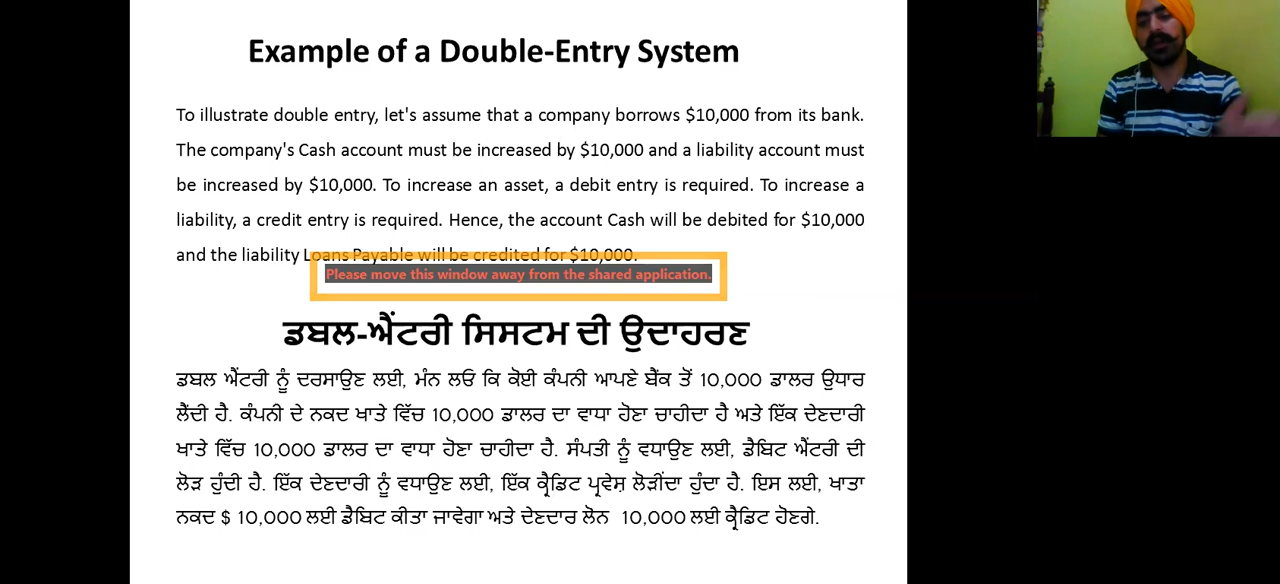 Example of a Double-Entry System
To illustrate double entry, let's assume that a company borrows $10,000 from its bank.
The company's Cash account must be increased by $10,000 and a liability account must
be increased by $10,000. To increase an asset, a debit entry is required. To increase a
liability, a credit entry is required. Hence, the account Cash will be debited for $10,000
and the liability Loans Payable will be credited for $10,000.
Please move this window away from the shared application.
ਡਬਲ-ਐਂਟਰੀ ਸਿਸਟਮ ਦੀ ਉਦਾਹਰਣ
ਡਬਲ ਐਂਟਰੀ ਨੂੰ ਦਰਸਾਉਣ ਲਈ, ਮੰਨ ਲਓ ਕਿ ਕੋਈ ਕੰਪਨੀ ਆਪਣੇ ਬੈਂਕ ਤੋਂ 10,000 ਡਾਲਰ ਉਧਾਰ
ਲੈਂਦੀ ਹੈ. ਕੰਪਨੀ ਦੇ ਨਕਦ ਖਾਤੇ ਵਿੱਚ 10,000 ਡਾਲਰ ਦਾ ਵਾਧਾ ਹੋਣਾ ਚਾਹੀਦਾ ਹੈ ਅਤੇ ਇੱਕ ਦੇਣਦਾਰੀ
ਖਾਤੇ ਵਿੱਚ 10,000 ਡਾਲਰ ਦਾ ਵਾਧਾ ਹੋਣਾ ਚਾਹੀਦਾ ਹੈ. ਸੰਪਤੀ ਨੂੰ ਵਧਾਉਣ ਲਈ, ਡੈਬਿਟ ਐਂਟਰੀ ਦੀ
ਲੋੜ ਹੁੰਦੀ ਹੈ. ਇੱਕ ਦੇਣਦਾਰੀ ਨੂੰ ਵਧਾਉਣ ਲਈ, ਇੱਕ ਕ੍ਰੈਡਿਟ ਪ੍ਰਵੇਸ਼ ਲੋੜੀਂਦਾ ਹੁੰਦਾ ਹੈ. ਇਸ ਲਈ, ਖਾਤਾ
ਨਕਦ $ 10,000 ਲਈ ਡੈਬਿਟ ਕੀਤਾ ਜਾਵੇਗਾ ਅਤੇ ਦੇਣਦਾਰ ਲੋਨ 10,000 ਲਈ ਕ੍ਰੈਡਿਟ ਹੋਣਗੇ.